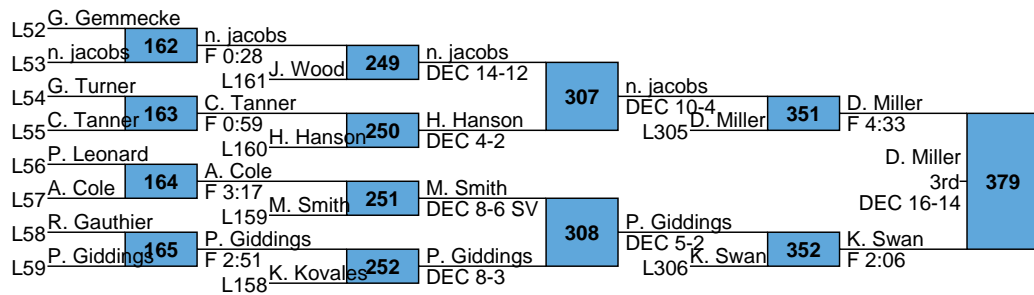 L52 G. Gemmecke
162 n. jacobs
L53 n. jacobs F 0:28
L161 J. Wood 249 n. jacobs
DEC 14-12
L54 G. Turner
163 C. Tanner
L55 C. Tanner F 0:59
L160 H. Hanson 250 H. Hanson
DEC 4-2
307 n. jacobs
DEC 10-4
L305 D. Miller 351 D. Miller
F 4:33
L56 P. Leonard
164 A. Cole
L57 A. Cole F 3:17
L159 M. Smith 251 M. Smith
DEC 8-6 SV
L58 R. Gauthier
165 P. Giddings
L59 P. Giddings F 2:51
L158 K. Kovales 252 P. Giddings
DEC 8-3
308 P. Giddings
DEC 5-2
L306 K. Swan 352 K. Swan
F 2:06
D. Miller
3rd 379
DEC 16-14